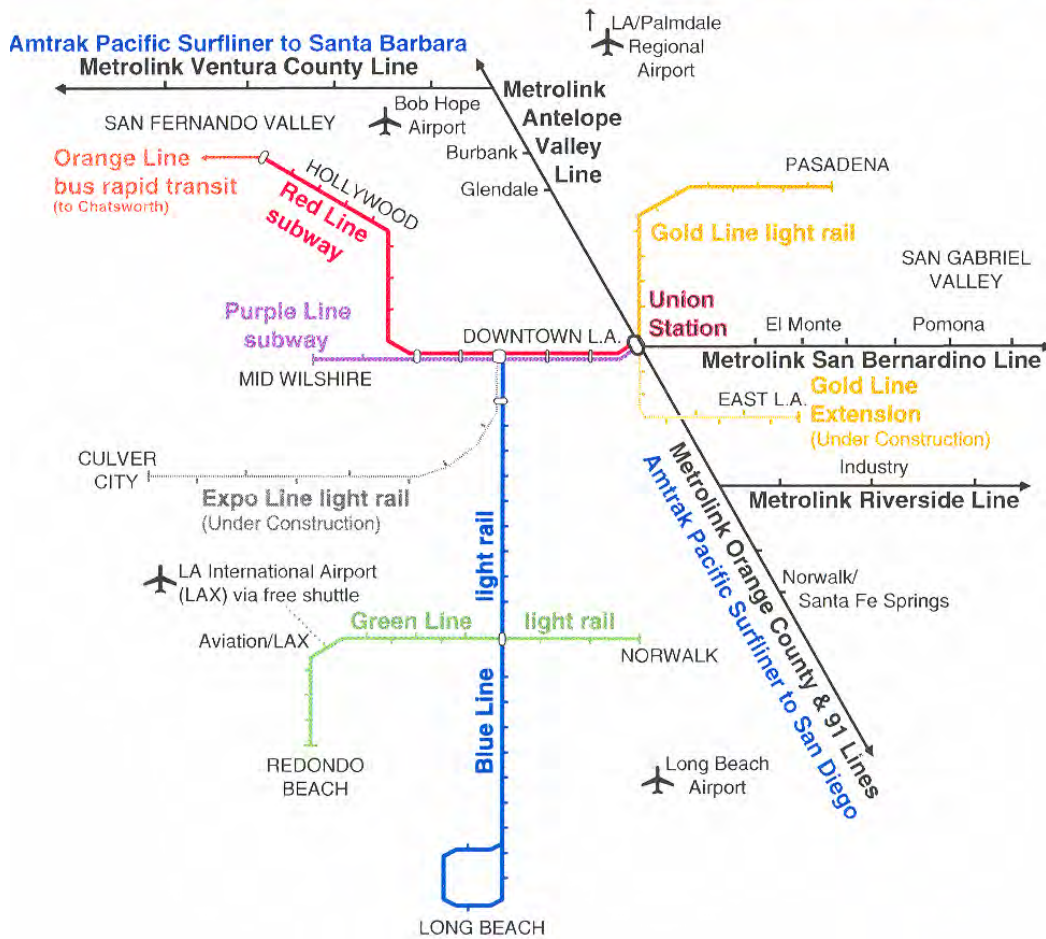 ↑ LA/Palmdale
Regional
Airport
Amtrak Pacific Surfliner to Santa Barbara
Metrolink Ventura County Line
Metrolink
Antelope
Valley
Line
Bob Hope
Airport
SAN FERNANDO VALLEY
Burbank
Glendale
Orange Line
bus rapid transit
(to Chatsworth)
HOLLYWOOD
Red Line
subway
PASADENA
Gold Line light rail
SAN GABRIEL
VALLEY
Purple Line
subway
MID WILSHIRE
DOWNTOWN L.A.
Union
Station
El Monte
Pomona
Metrolink San Bernardino Line
EAST L.A.
Gold Line
Extension
(Under Construction)
CULVER
CITY
Expo Line light rail
(Under Construction)
Industry
Metrolink Riverside Line
Metrolink Orange County & 91 Lines
Amtrak Pacific Surfliner to San Diego
Norwalk/
Santa Fe Springs
LA International Airport
(LAX) via free shuttle
Aviation/LAX
Green Line light rail
NORWALK
Blue Line light rail
REDONDO
BEACH
Long Beach
Airport
LONG BEACH